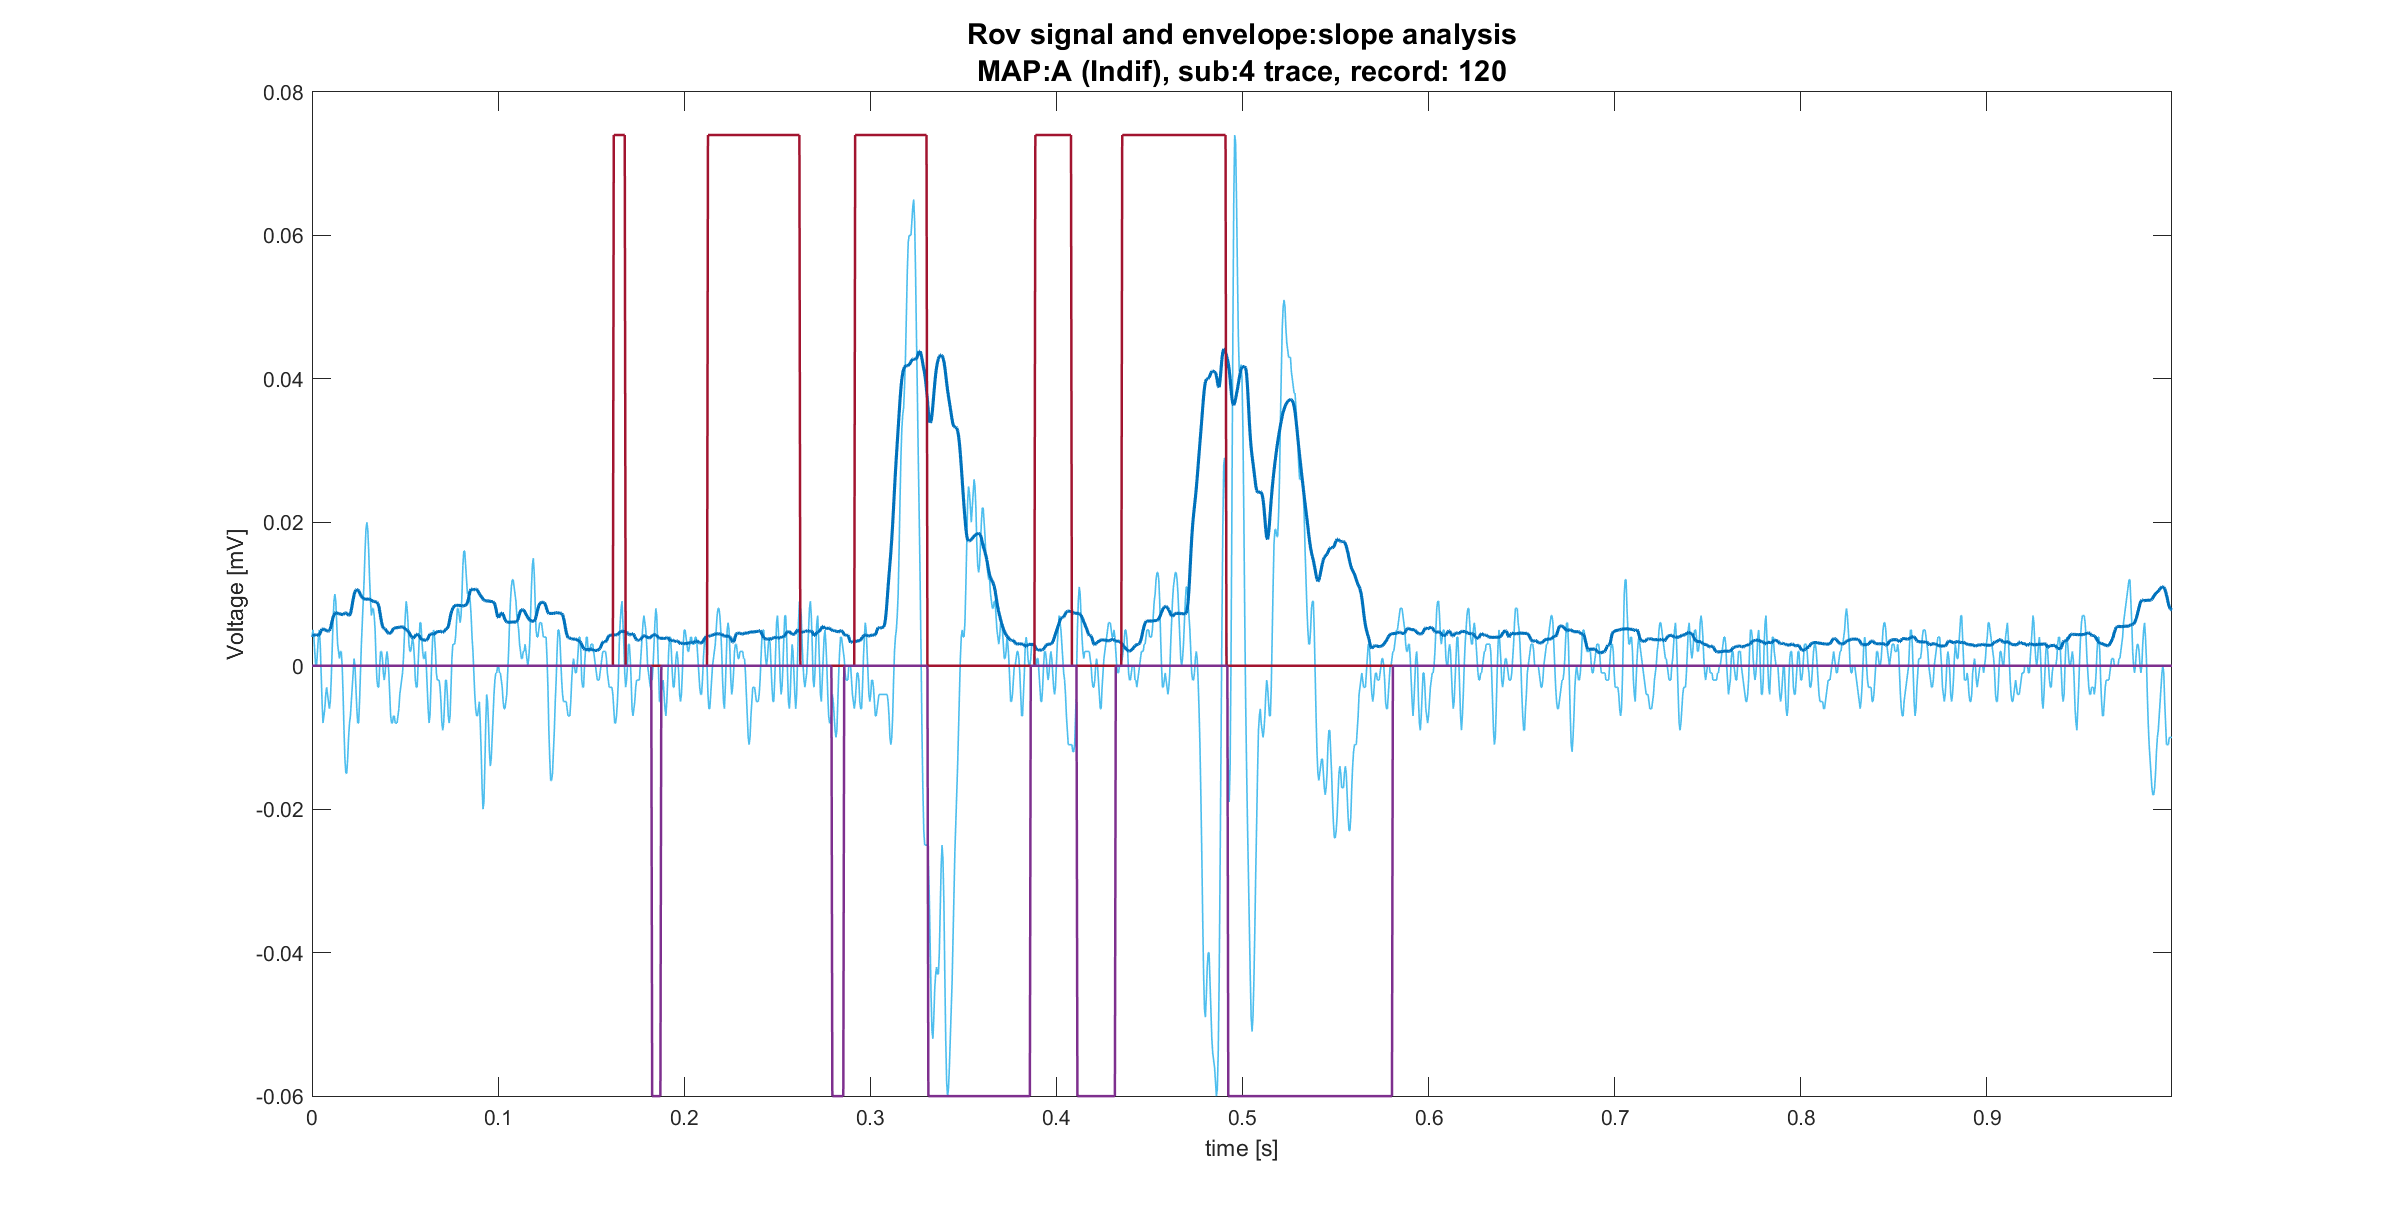 Rov signal and envelope:slope analysis
MAP:A (Indif), sub:4 trace, record: 120
0.08
0.06
0.04
0.02
0
-0.02
-0.04
-0.06
Voltage [mV]
0 0.1 0.2 0.3 0.4 0.5 0.6 0.7 0.8 0.9
time [s]